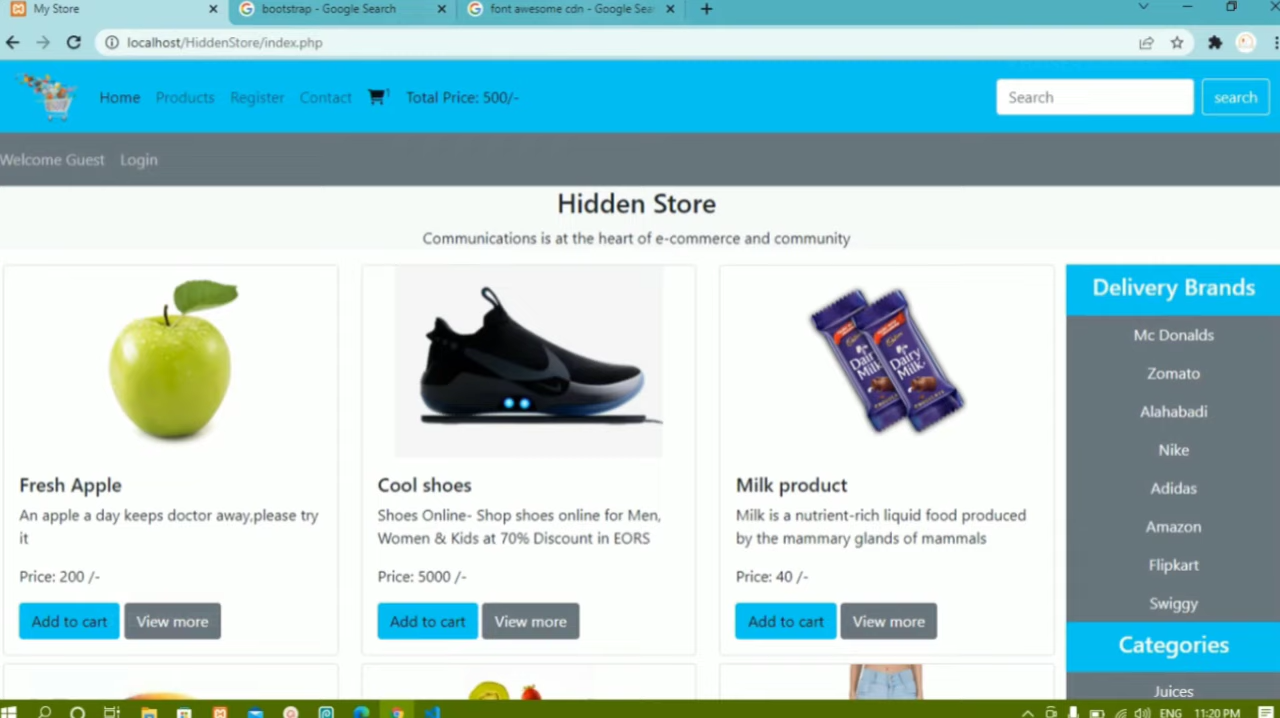 My Store
bootstrap - Google Search
font awesome cdn - Google Sea
localhost/HiddenStore/index.php
Home Products Register Contact 1 Total Price: 500/-
Search search
Welcome Guest Login
Hidden Store
Communications is at the heart of e-commerce and community
Fresh Apple
An apple a day keeps doctor away,please try
it
Price: 200 /-
Add to cart View more
Cool shoes
Shoes Online- Shop shoes online for Men,
Women & Kids at 70% Discount in EORS
Price: 5000 /-
Add to cart View more
Dairy
Milk
Dairy
Milk
Milk product
Milk is a nutrient-rich liquid food produced
by the mammary glands of mammals
Price: 40 /-
Add to cart View more
Delivery Brands
Mc Donalds
Zomato
Alahabadi
Nike
Adidas
Amazon
Flipkart
Swiggy
Categories
Juices
ENG 11:20 PM